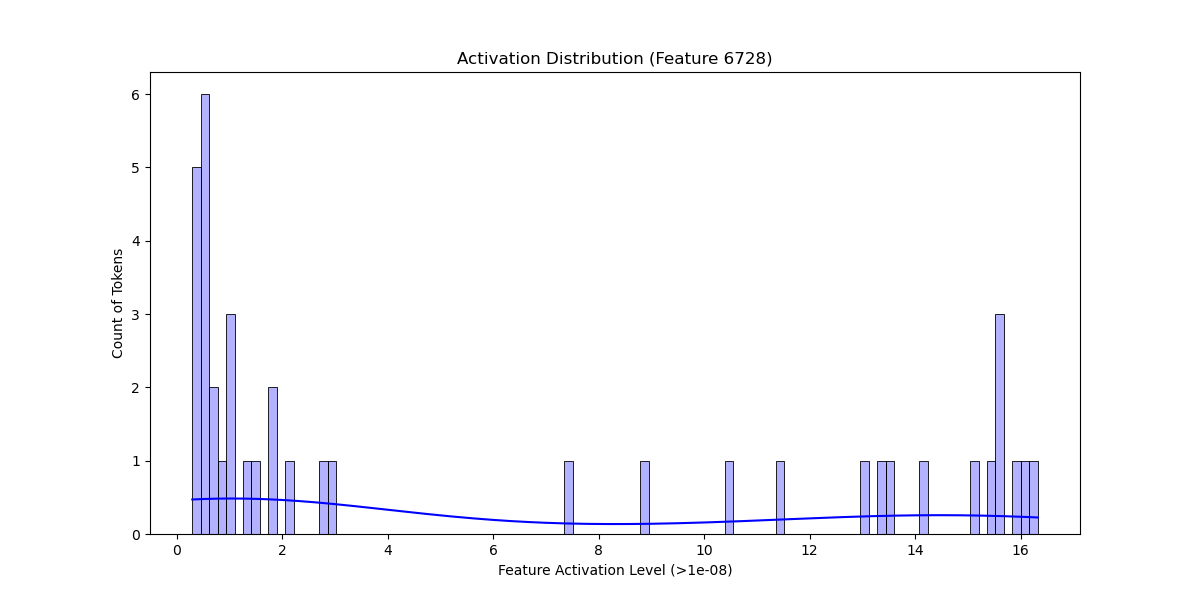 Activation Distribution (Feature 6728)
6
5
4
3
2
1
0
Count of Tokens
0 2 4 6 8 10 12 14 16
Feature Activation Level (>1e-08)